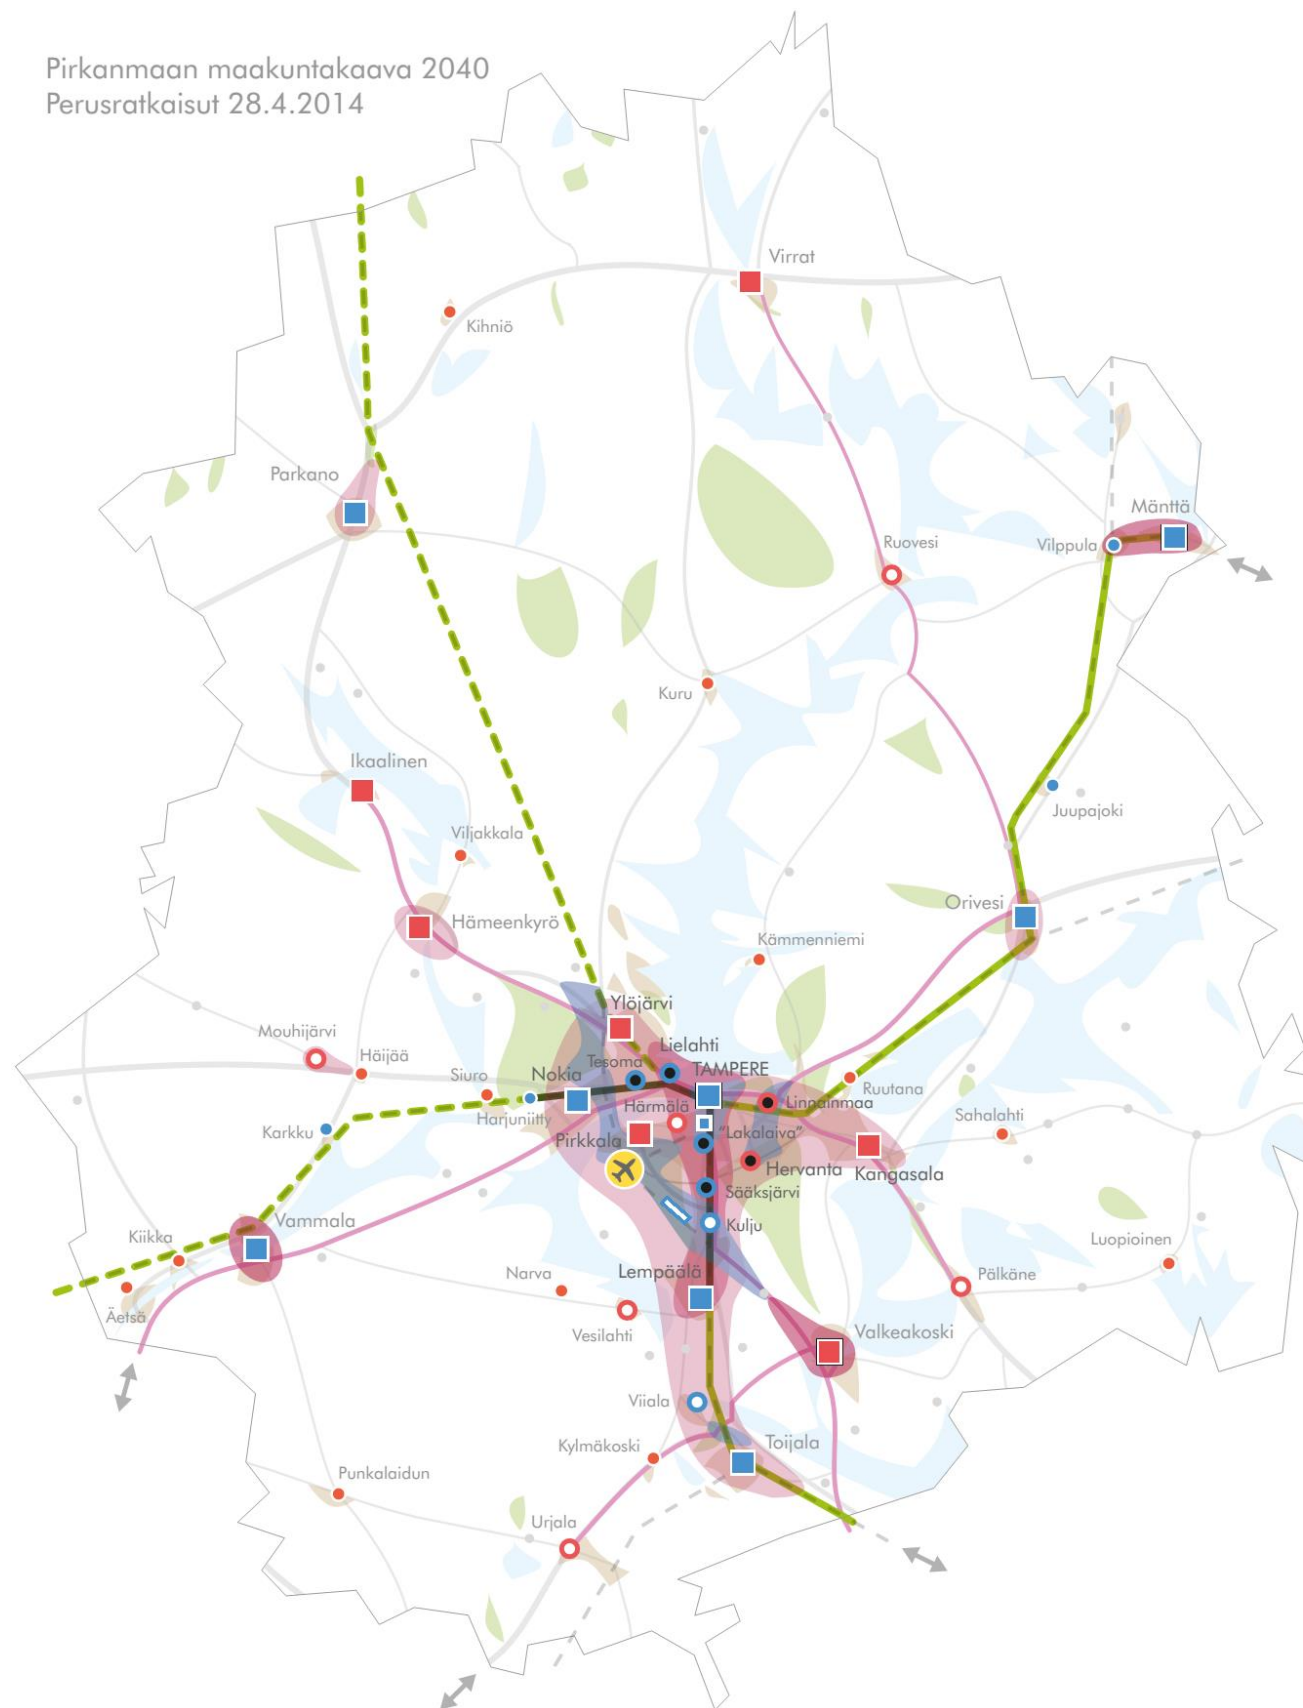 Pirkanmaan maakuntakaava 2040
Perusratkaisut 28.4.2014
Virrat
Kihniö
Parkano
Mänttä
Vilppula
Ruovesi
Kuru
Ikaalinen
Juupajoki
Viljakkala
Orivesi
Hämeenkyrö
Kämmenniemi
Ylöjärvi
Mouhijärvi
Häijää
Lielahti
Tesoma
TAMPERE
Siuro
Nokia
Ruutana
Linnainmaa
Härmälä
Harjuniitty
Sahalahti
Karkku
Pirkkala
"Lakalaiva"
Hervanta
Kangasala
Sääksjärvi
Vammala
Kulju
Kiikka
Luopioinen
Narva
Lempäälä
Pälkäne
Äetsä
Vesilahti
Valkeakoski
Viiala
Toijala
Kylmäkoski
Punkalaidun
Urjala